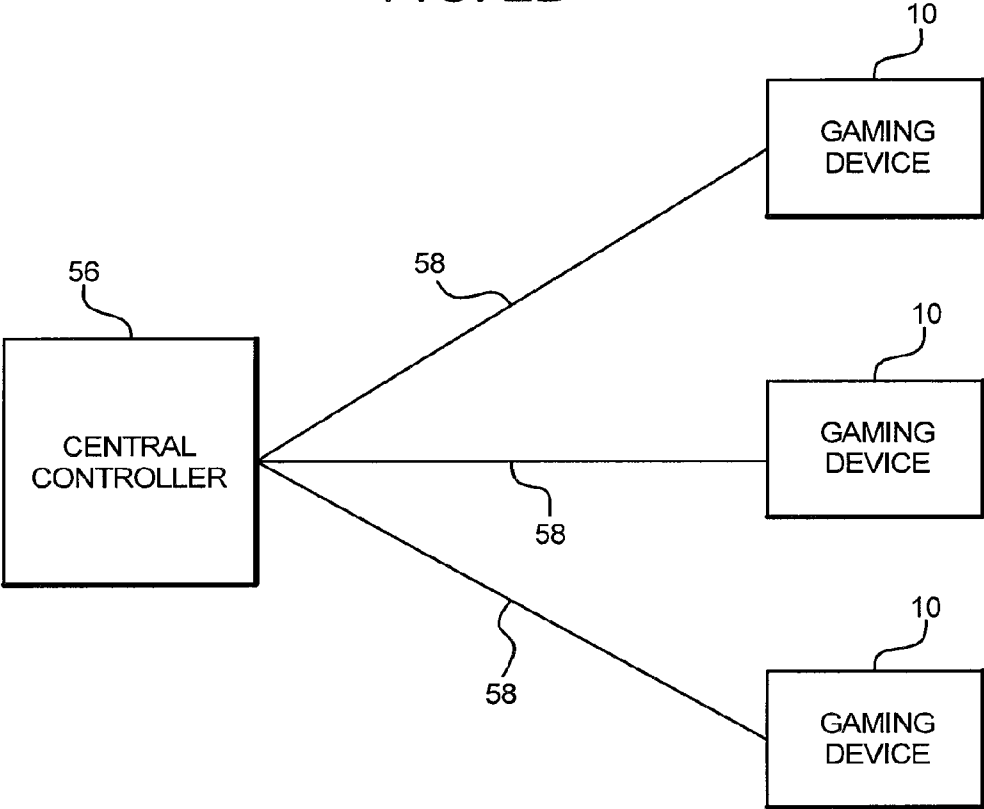 10
GAMING
DEVICE
58
56
10
CENTRAL
CONTROLLER
GAMING
DEVICE
58
10
58
GAMING
DEVICE